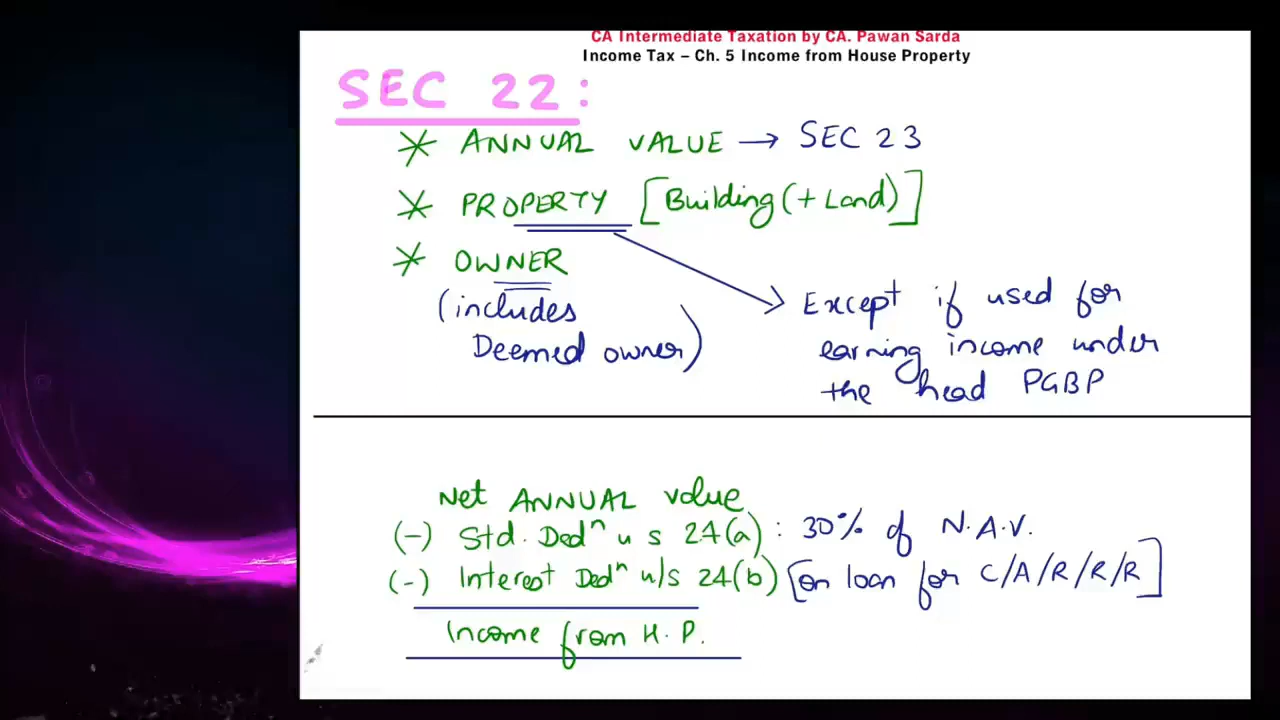 CA Intermediate Taxation by CA. Pawan Sarda
Income Tax – Ch. 5 Income from House Property
SEC 22:
* ANNUAL VALUE → SEC 23
* PROPERTY [Building (+ Land)]
* OWNER
(includes
Deemed owner)
→ Except if used for
earning income under
the head PGBP
Net ANNUAL Value
(-) Std. Dedⁿ u s 24(a) : 30% of N.A.V.
(-) Interest Dedⁿ u/s 24(b) [on loan for C/A/R/R/R]
Income from H.P.